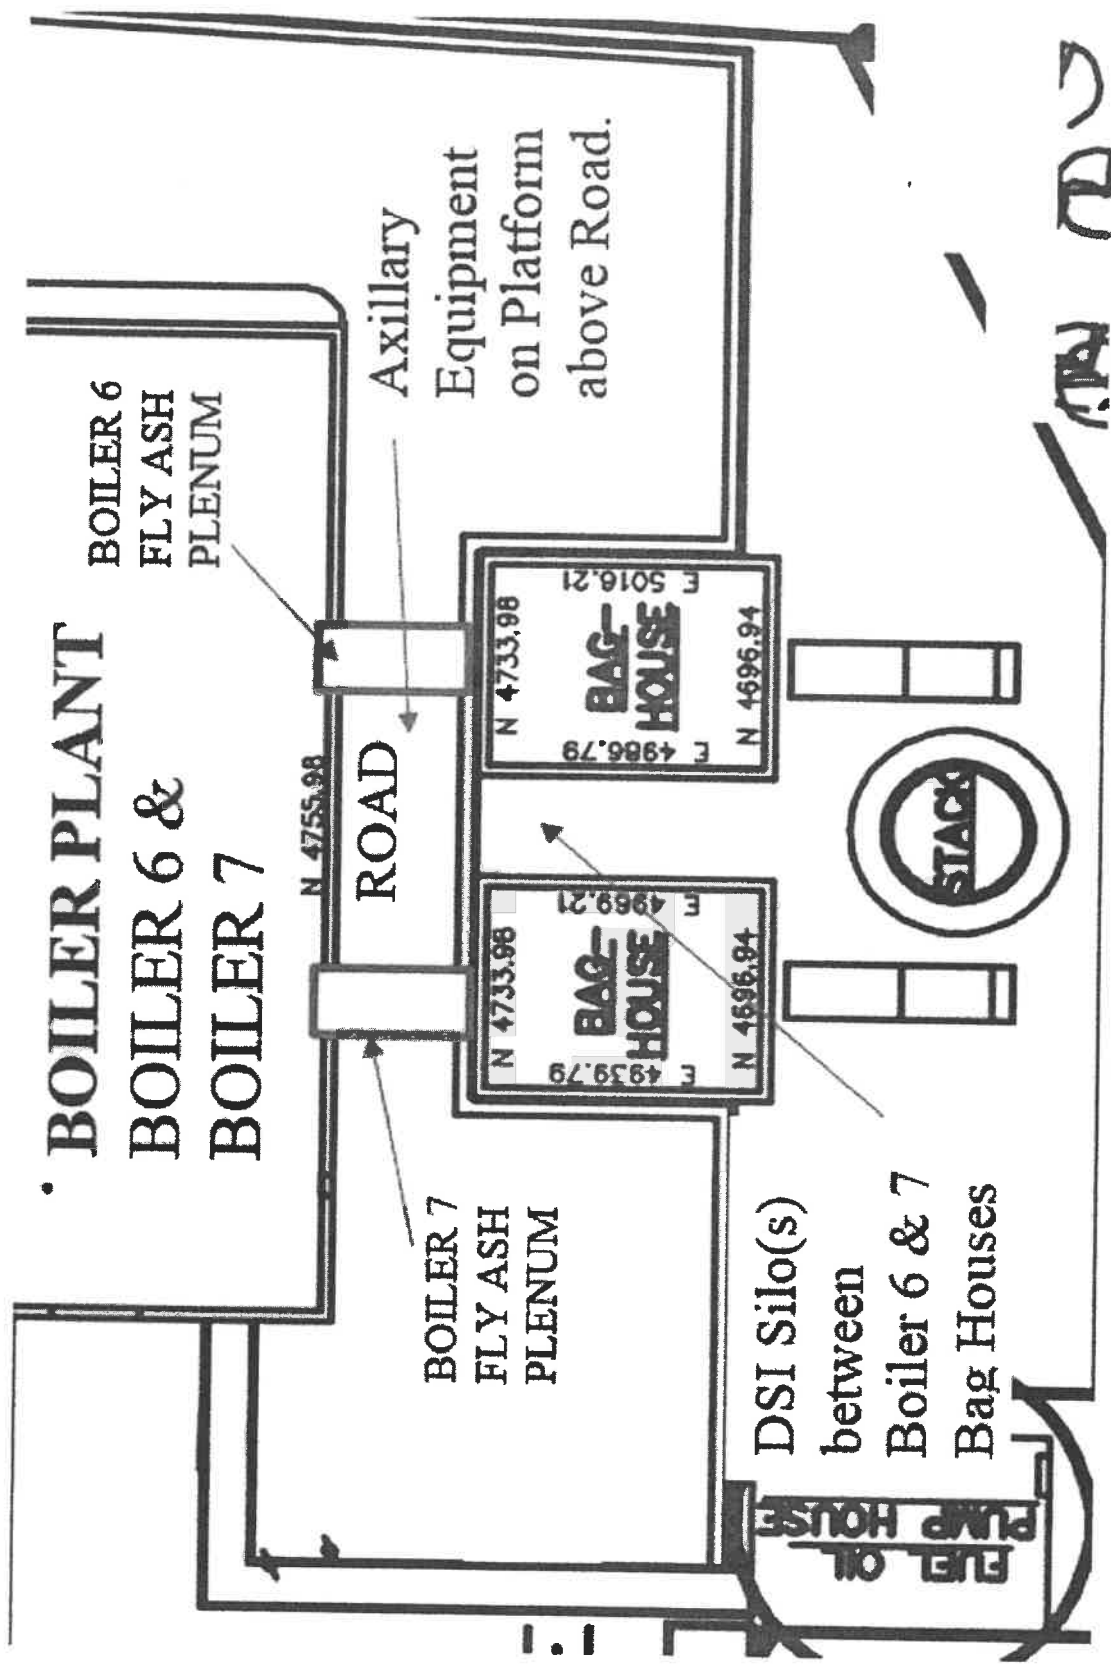 BOILER PLANT
BOILER 6 &
BOILER 7
BOILER 6
FLY ASH
PLENUM
Axillary
Equipment
on Platform
above Road.
N 4755.98
ROAD
BOILER 7
FLY ASH
PLENUM
N 4733.98
E 4939.79
BAG-
HOUSE
E 4969.21
N 4696.94
N 4733.98
E 4986.79
BAG-
HOUSE
E 5016.21
N 4696.94
STACK
DSI Silo(s)
between
Boiler 6 & 7
Bag Houses
FUEL OIL
PUMP HOUSE